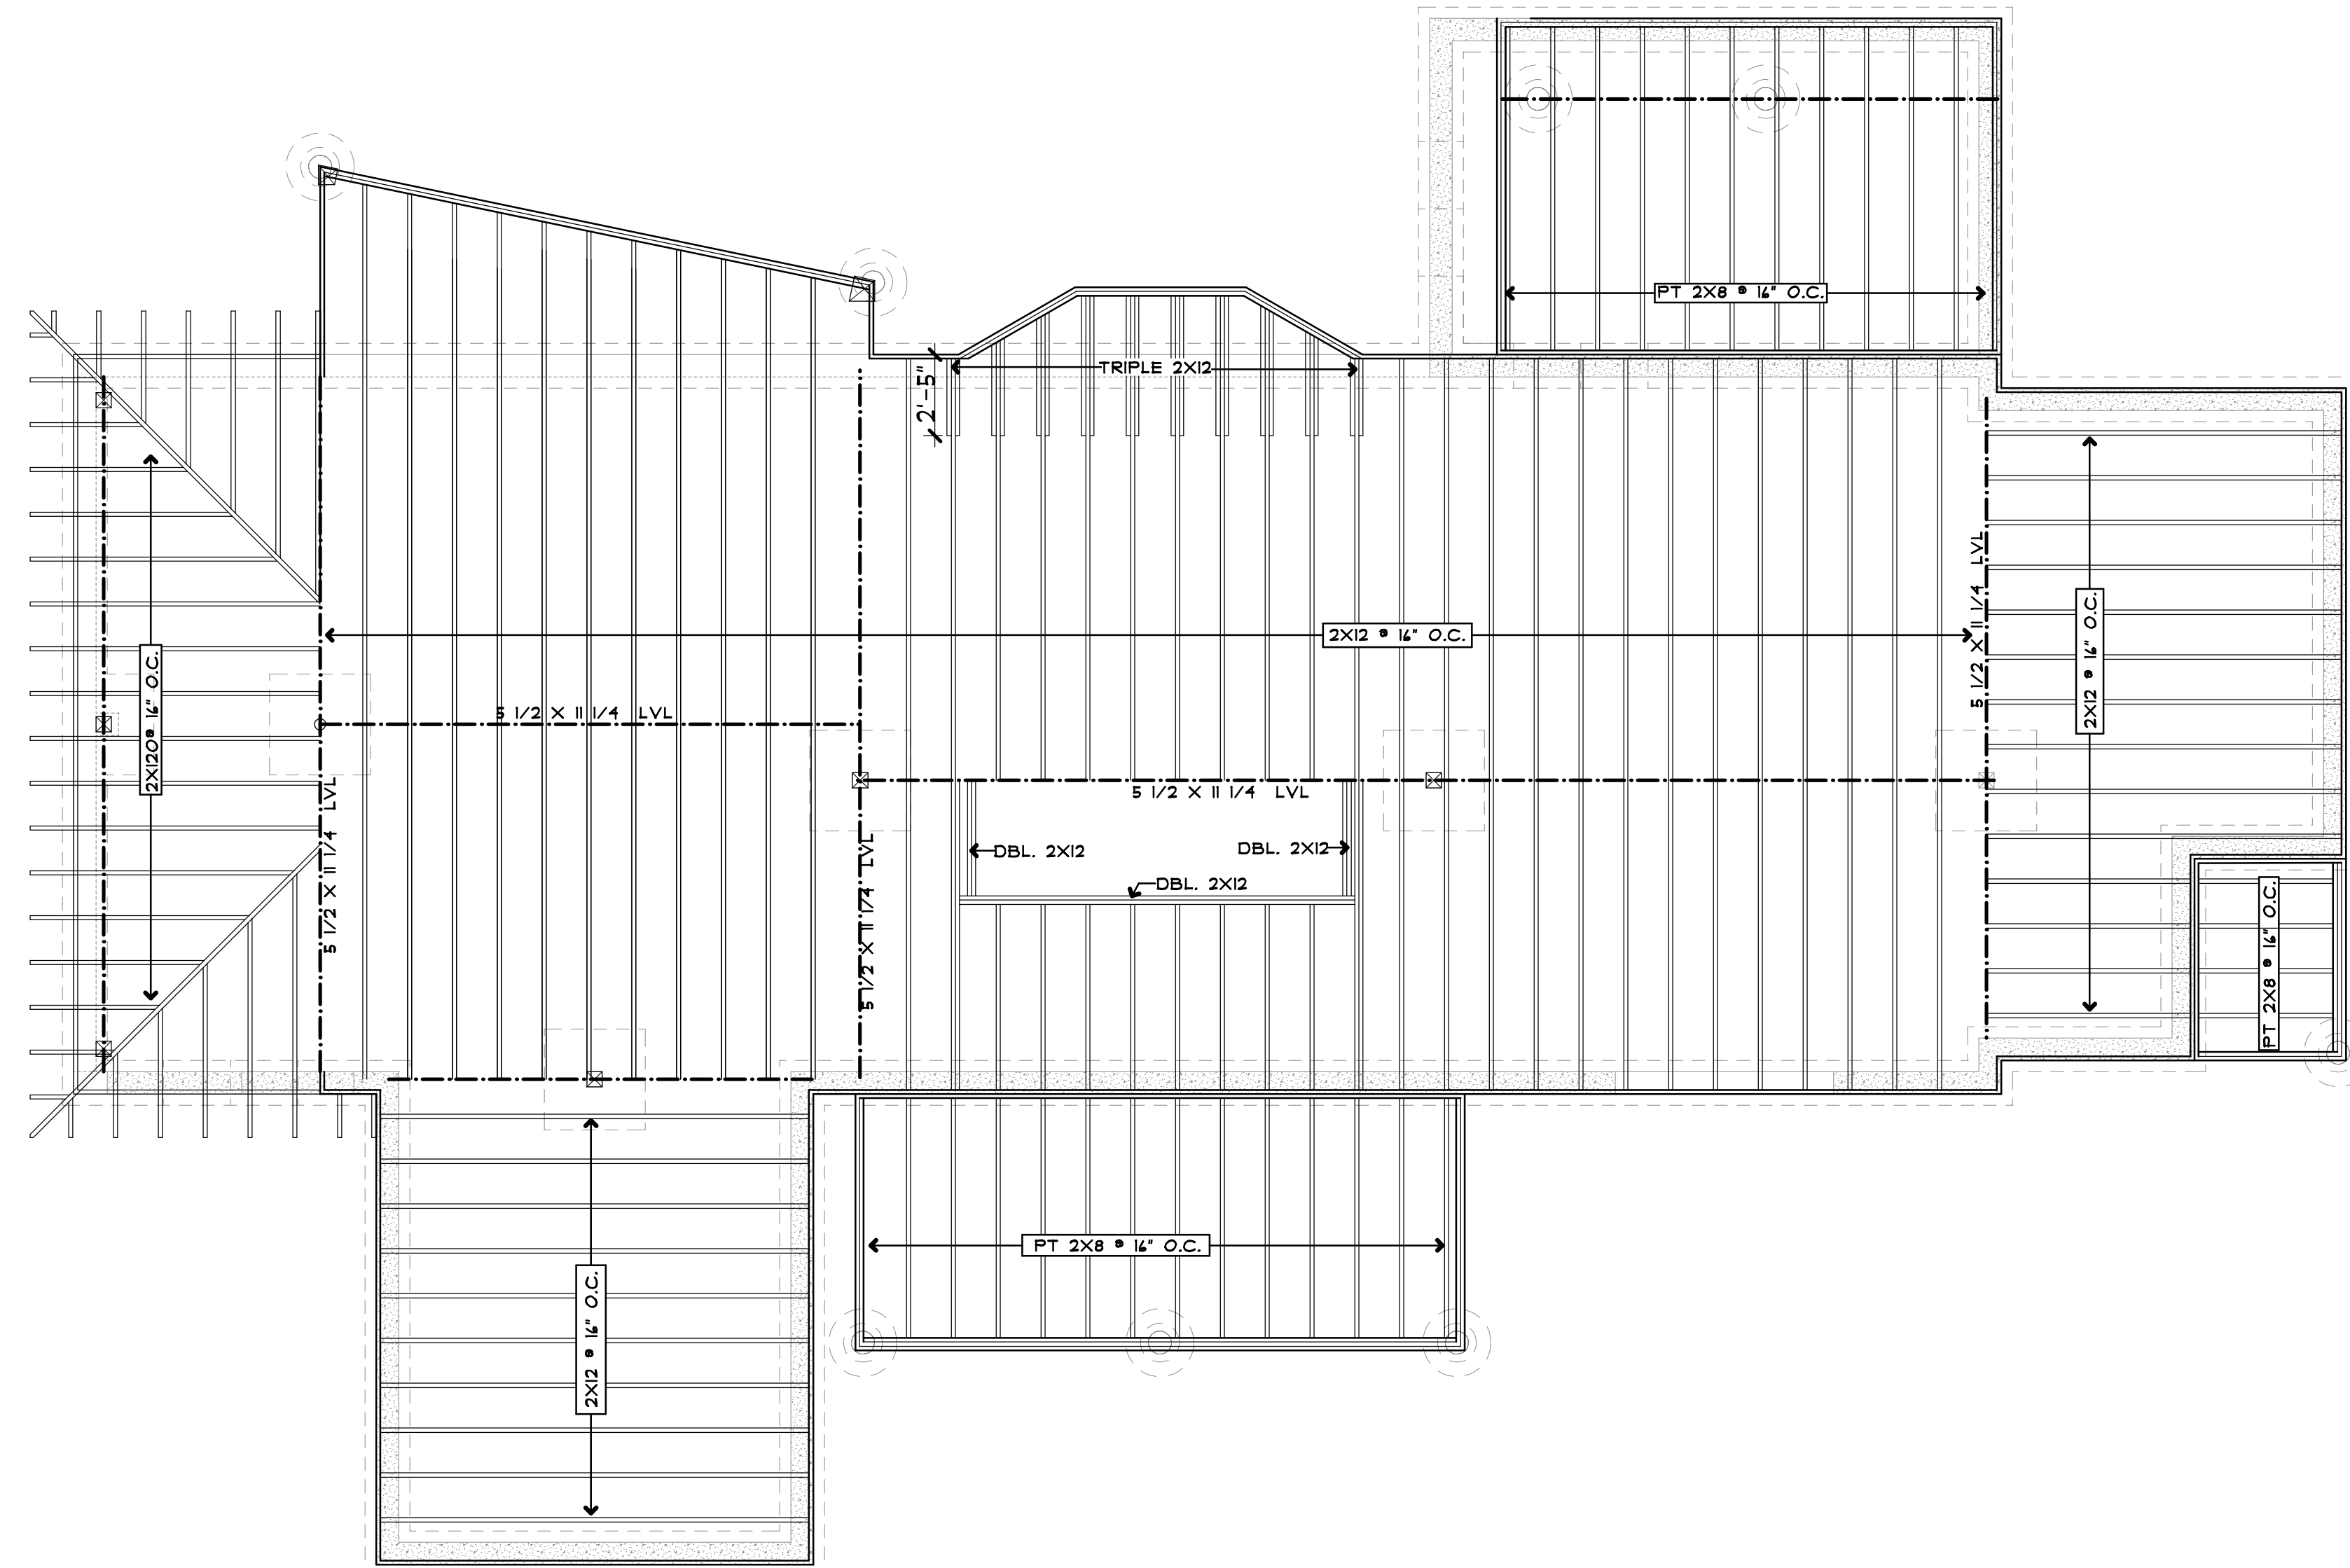 PT 2X8 @ 16" O.C.
TRIPLE 2X12
2'-5"
2X12 @ 16" O.C.
5 1/2 X 11 1/4 LVL
2X12 @ 16" O.C.
2X120@ 16" O.C.
5 1/2 X 11 1/4 LVL
5 1/2 X 11 1/4 LVL
5 1/2 X 11 1/4 LVL
5 1/2 X 11 1/4 LVL
DBL. 2X12
DBL. 2X12
DBL. 2X12
PT 2X8 @ 16" O.C.
PT 2X8 @ 16" O.C.
2X12 @ 16" O.C.